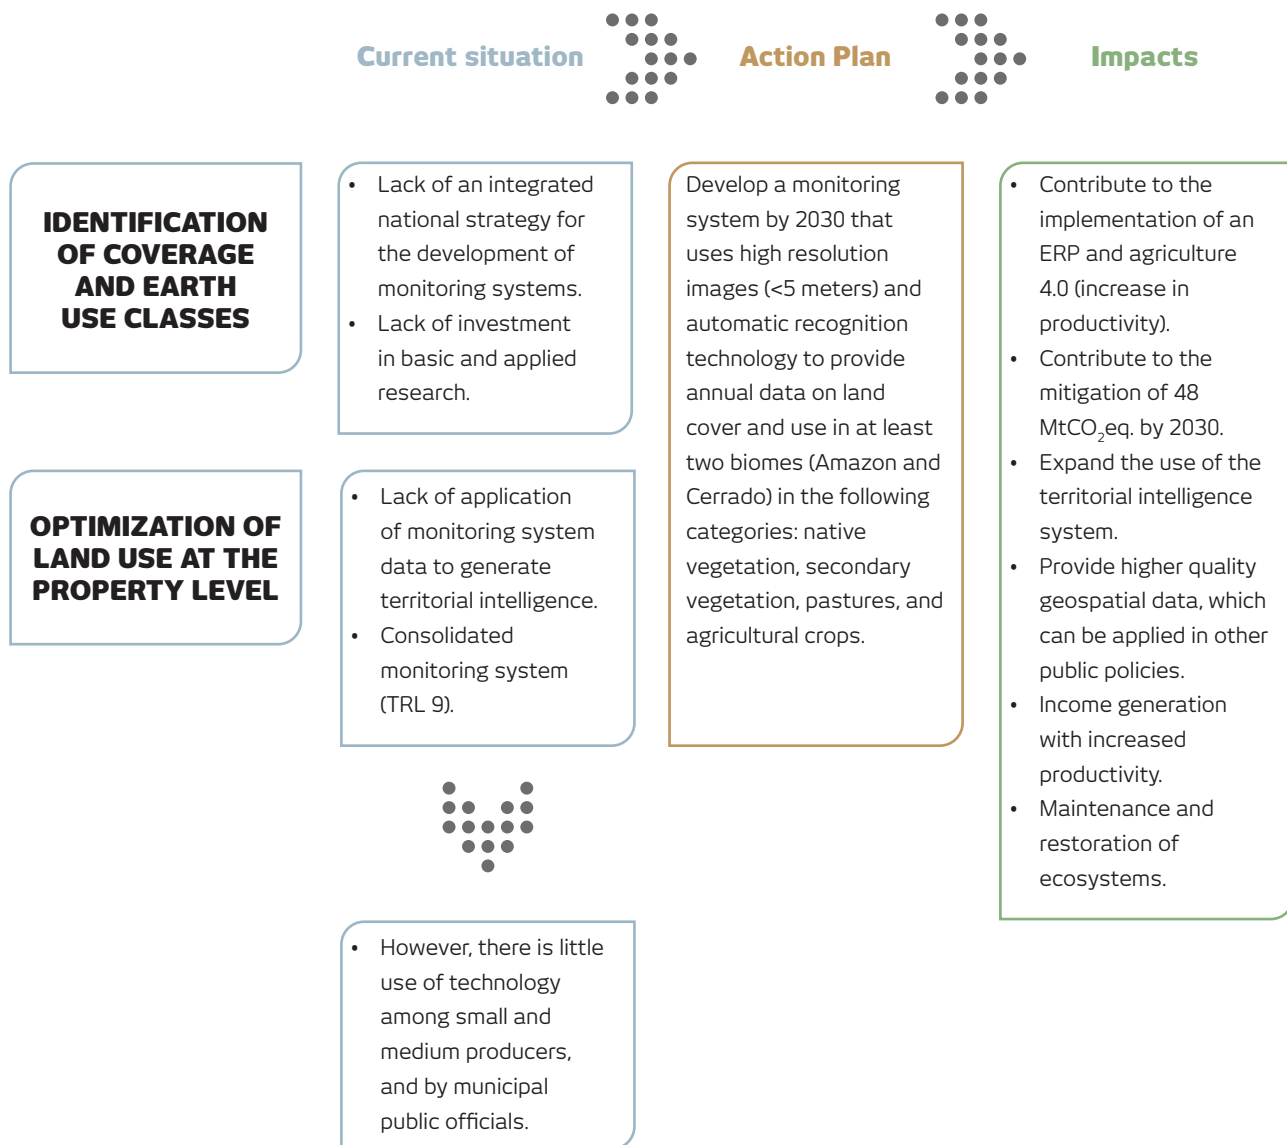 Current situation
Action Plan
Impacts
IDENTIFICATION
OF COVERAGE
AND EARTH
USE CLASSES
• Lack of an integrated
national strategy for
the development of
monitoring systems.
• Lack of investment
in basic and applied
research.
OPTIMIZATION OF
LAND USE AT THE
PROPERTY LEVEL
• Lack of application
of monitoring system
data to generate
territorial intelligence.
• Consolidated
monitoring system
(TRL 9).
• However, there is little
use of technology
among small and
medium producers,
and by municipal
public officials.
Develop a monitoring
system by 2030 that
uses high resolution
images (<5 meters) and
automatic recognition
technology to provide
annual data on land
cover and use in at least
two biomes (Amazon and
Cerrado) in the following
categories: native
vegetation, secondary
vegetation, pastures, and
agricultural crops.
• Contribute to the
implementation of an
ERP and agriculture
4.0 (increase in
productivity).
• Contribute to the
mitigation of 48
MtCO₂eq. by 2030.
• Expand the use of the
territorial intelligence
system.
• Provide higher quality
geospatial data, which
can be applied in other
public policies.
• Income generation
with increased
productivity.
• Maintenance and
restoration of
ecosystems.